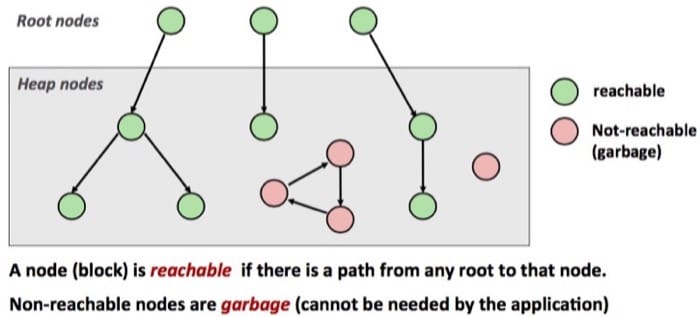 Root nodes
Heap nodes
reachable
Not-reachable
(garbage)
A node (block) is reachable if there is a path from any root to that node.
Non-reachable nodes are garbage (cannot be needed by the application)